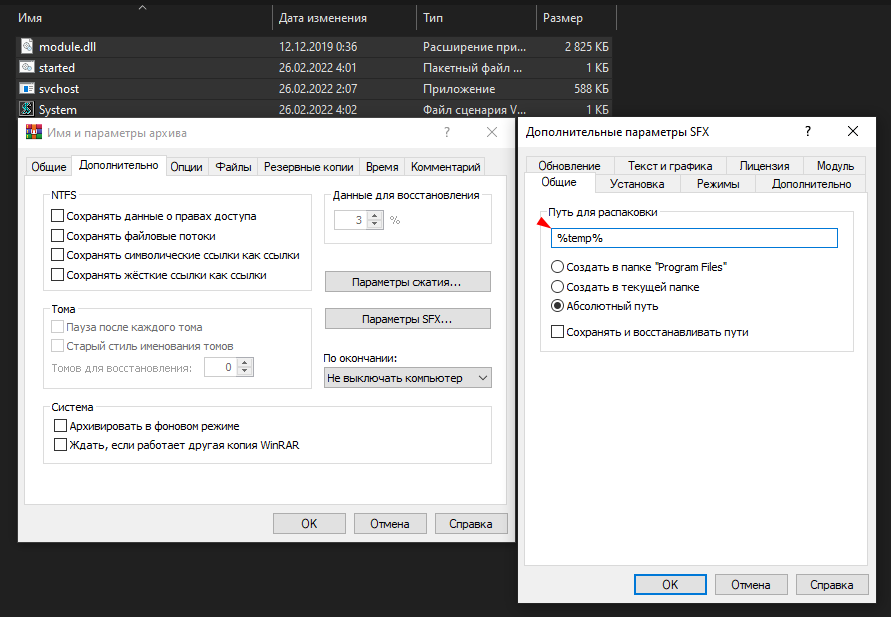 Имя Дата изменения Тип Размер
module.dll 12.12.2019 0:36 Расширение при... 2 825 КБ
started 26.02.2022 4:01 Пакетный файл ... 1 КБ
svchost 26.02.2022 2:07 Приложение 588 КБ
System 26.02.2022 4:02 Файл сценария V... 1 КБ
Имя и параметры архива ?
Общие Дополнительно Опции Файлы Резервные копии Время Комментарий
NTFS
Сохранять данные о правах доступа
Сохранять файловые потоки
Сохранять символические ссылки как ссылки
Сохранять жёсткие ссылки как ссылки
Данные для восстановления
3 %
Параметры сжатия...
Тома
Пауза после каждого тома
Старый стиль именования томов
Томов для восстановления: 0
Параметры SFX...
По окончании:
Не выключать компьютер
Система
Архивировать в фоновом режиме
Ждать, если работает другая копия WinRAR
OK Отмена Справка
Дополнительные параметры SFX ?
Обновление Текст и графика Лицензия Модуль
Общие Установка Режимы Дополнительно
Путь для распаковки
%temp%
Создать в папке "Program Files"
Создать в текущей папке
Абсолютный путь
Сохранять и восстанавливать пути
OK Отмена Справка